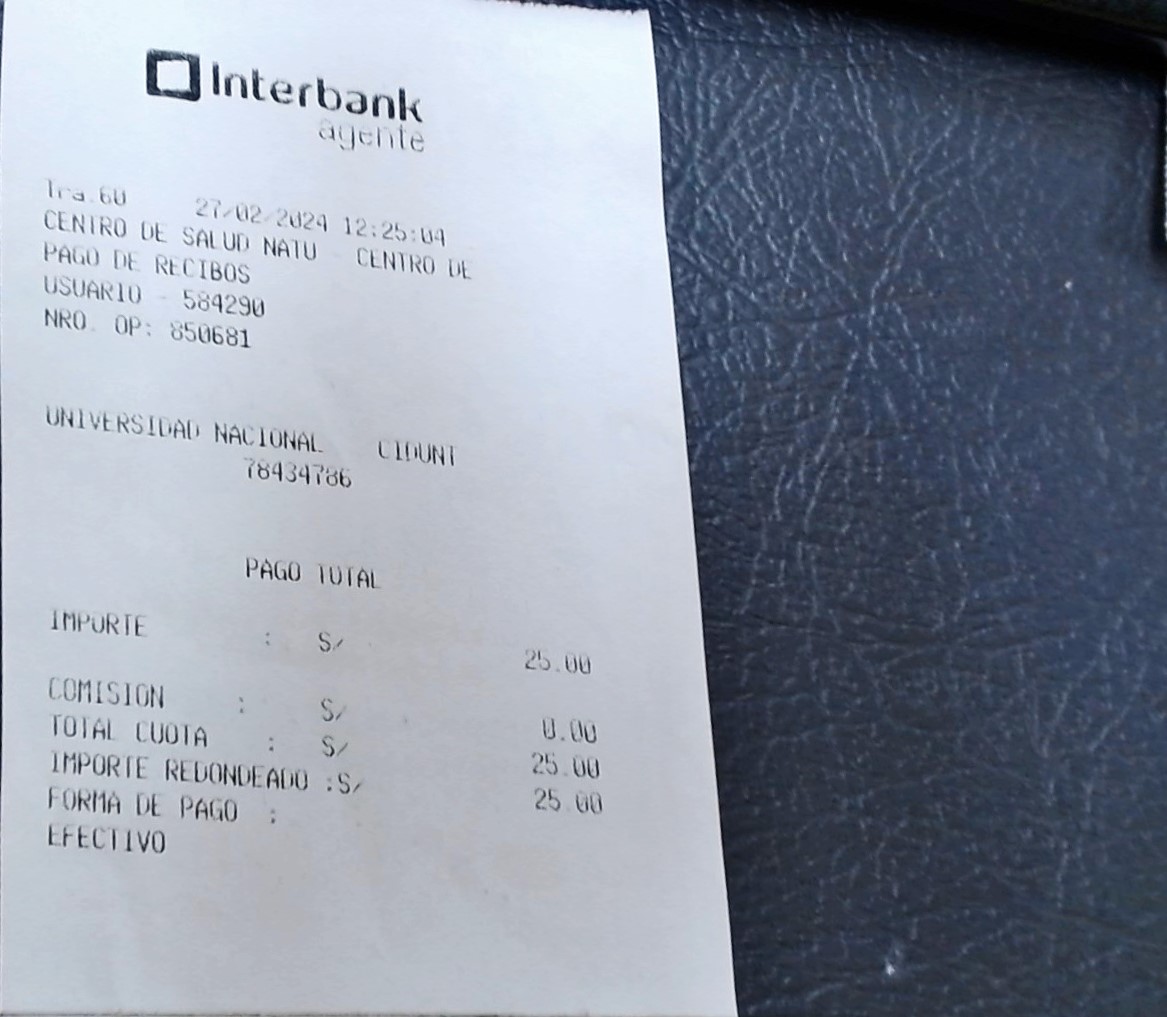 Interbank
agente
Tra.60 27/02/2024 12:25:04
CENTRO DE SALUD NATU - CENTRO DE
PAGO DE RECIBOS
USUARIO - 584290
NRO. OP: 850681
UNIVERSIDAD NACIONAL CIDUNT
78434786
PAGO TOTAL
IMPORTE : S/ 25.00
COMISION : S/ 0.00
TOTAL CUOTA : S/ 25.00
IMPORTE REDONDEADO :S/ 25.00
FORMA DE PAGO :
EFECTIVO